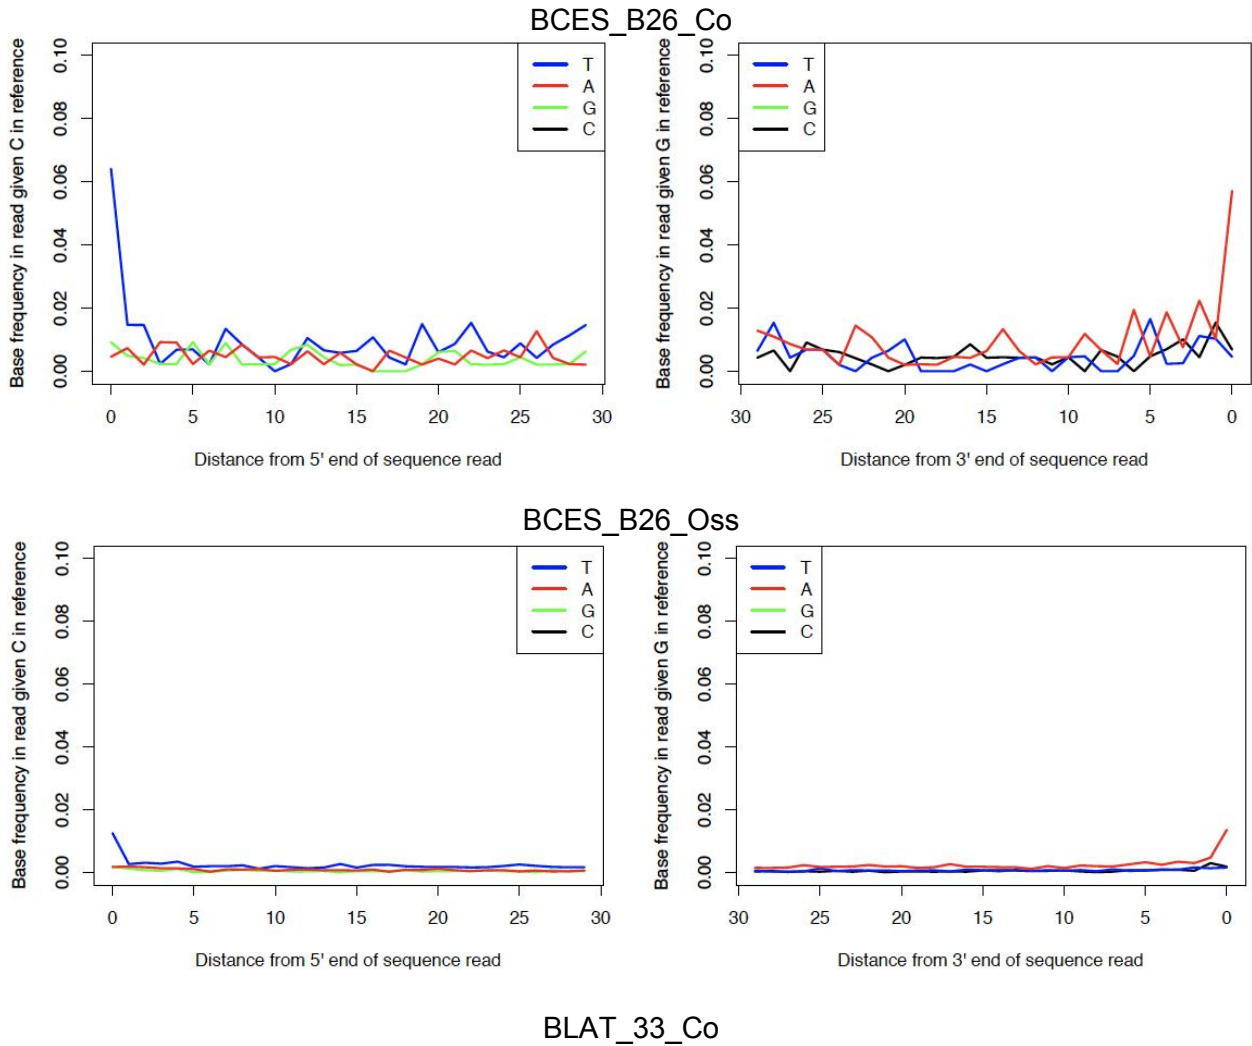 BCES_B26_Co
Base frequency in read given C in reference
0.00 0.02 0.04 0.06 0.08 0.10
T
A
G
C
0 5 10 15 20 25 30
Distance from 5' end of sequence read
Base frequency in read given G in reference
0.00 0.02 0.04 0.06 0.08 0.10
T
A
G
C
30 25 20 15 10 5 0
Distance from 3' end of sequence read
BCES_B26_Oss
Base frequency in read given C in reference
0.00 0.02 0.04 0.06 0.08 0.10
T
A
G
C
0 5 10 15 20 25 30
Distance from 5' end of sequence read
Base frequency in read given G in reference
0.00 0.02 0.04 0.06 0.08 0.10
T
A
G
C
30 25 20 15 10 5 0
Distance from 3' end of sequence read
BLAT_33_Co